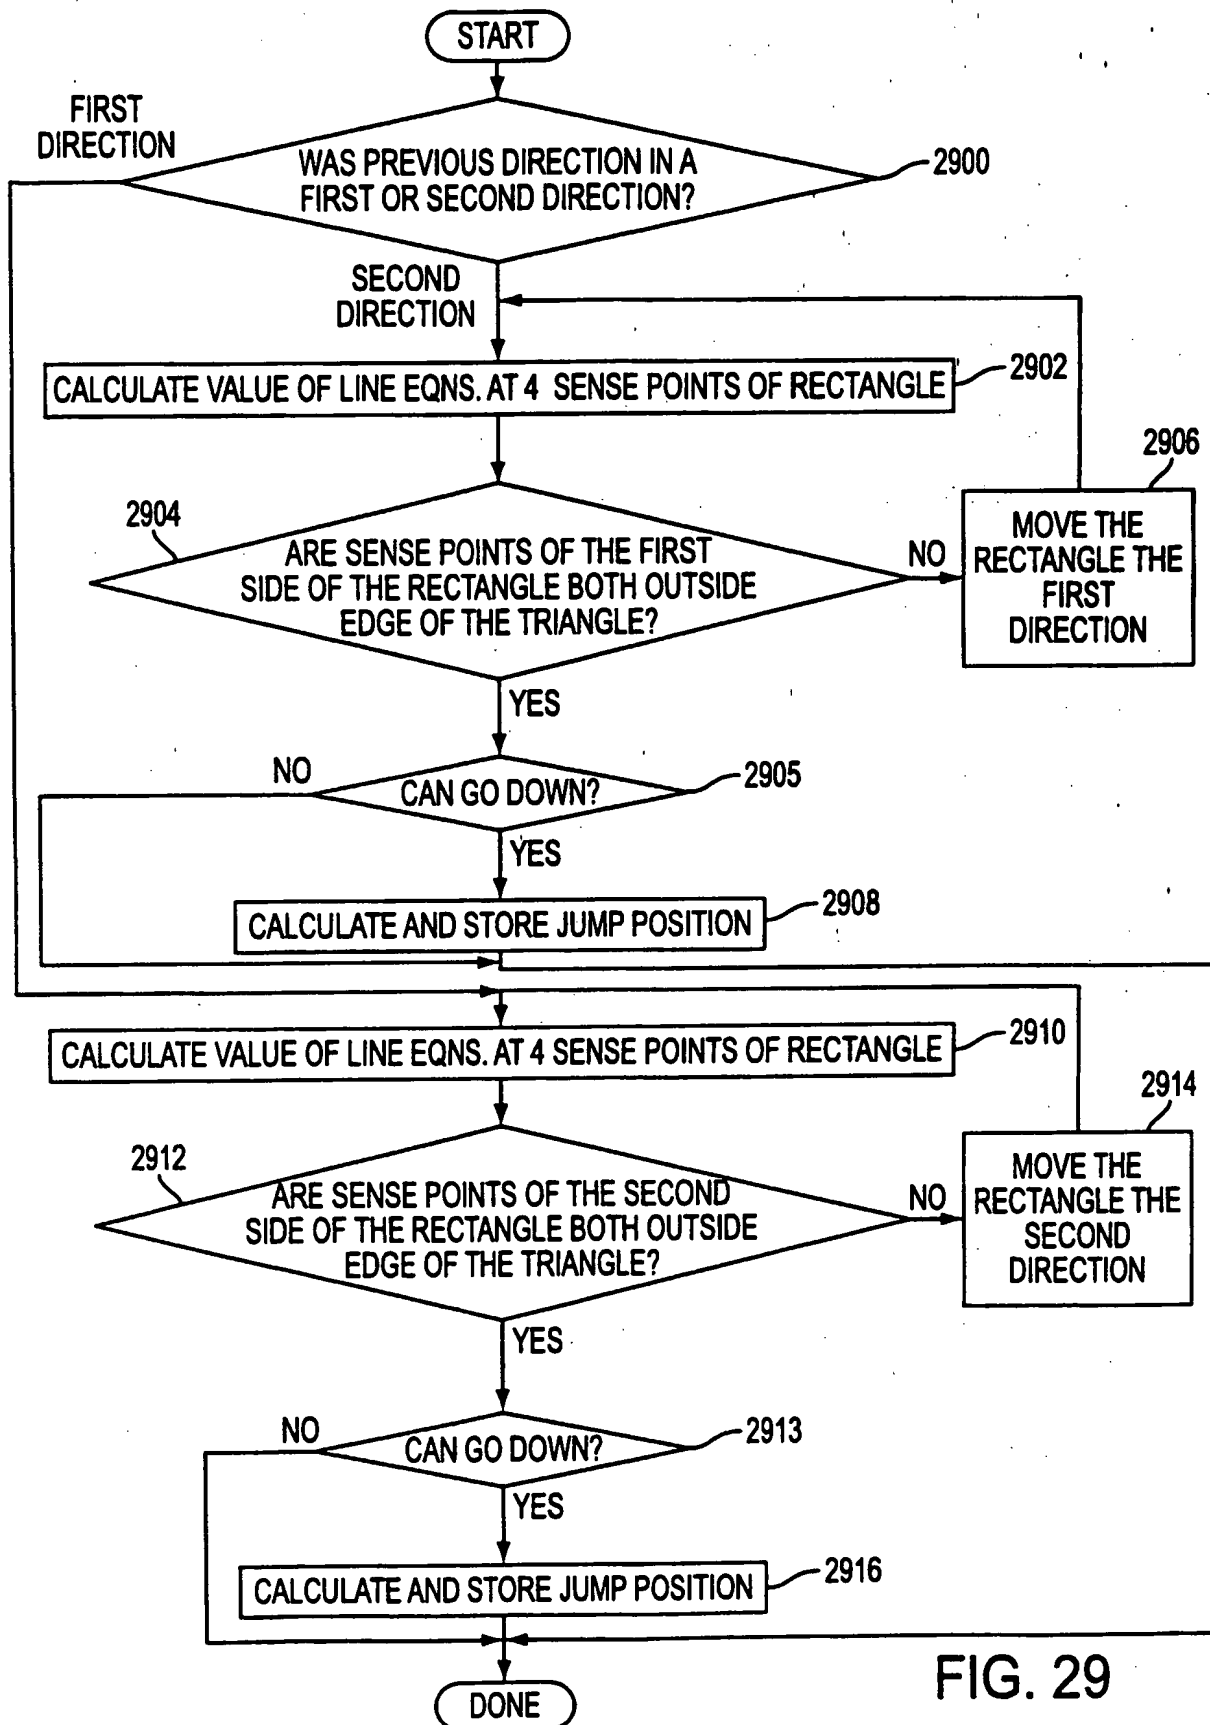 START
FIRST
DIRECTION
WAS PREVIOUS DIRECTION IN A
FIRST OR SECOND DIRECTION?
2900
SECOND
DIRECTION
CALCULATE VALUE OF LINE EQNS. AT 4 SENSE POINTS OF RECTANGLE
2902
2904
ARE SENSE POINTS OF THE FIRST
SIDE OF THE RECTANGLE BOTH OUTSIDE
EDGE OF THE TRIANGLE?
NO
2906
MOVE THE
RECTANGLE THE
FIRST
DIRECTION
YES
NO
CAN GO DOWN?
2905
YES
CALCULATE AND STORE JUMP POSITION
2908
CALCULATE VALUE OF LINE EQNS. AT 4 SENSE POINTS OF RECTANGLE
2910
2912
ARE SENSE POINTS OF THE SECOND
SIDE OF THE RECTANGLE BOTH OUTSIDE
EDGE OF THE TRIANGLE?
NO
2914
MOVE THE
RECTANGLE THE
SECOND
DIRECTION
YES
NO
CAN GO DOWN?
2913
YES
CALCULATE AND STORE JUMP POSITION
2916
DONE
FIG. 29